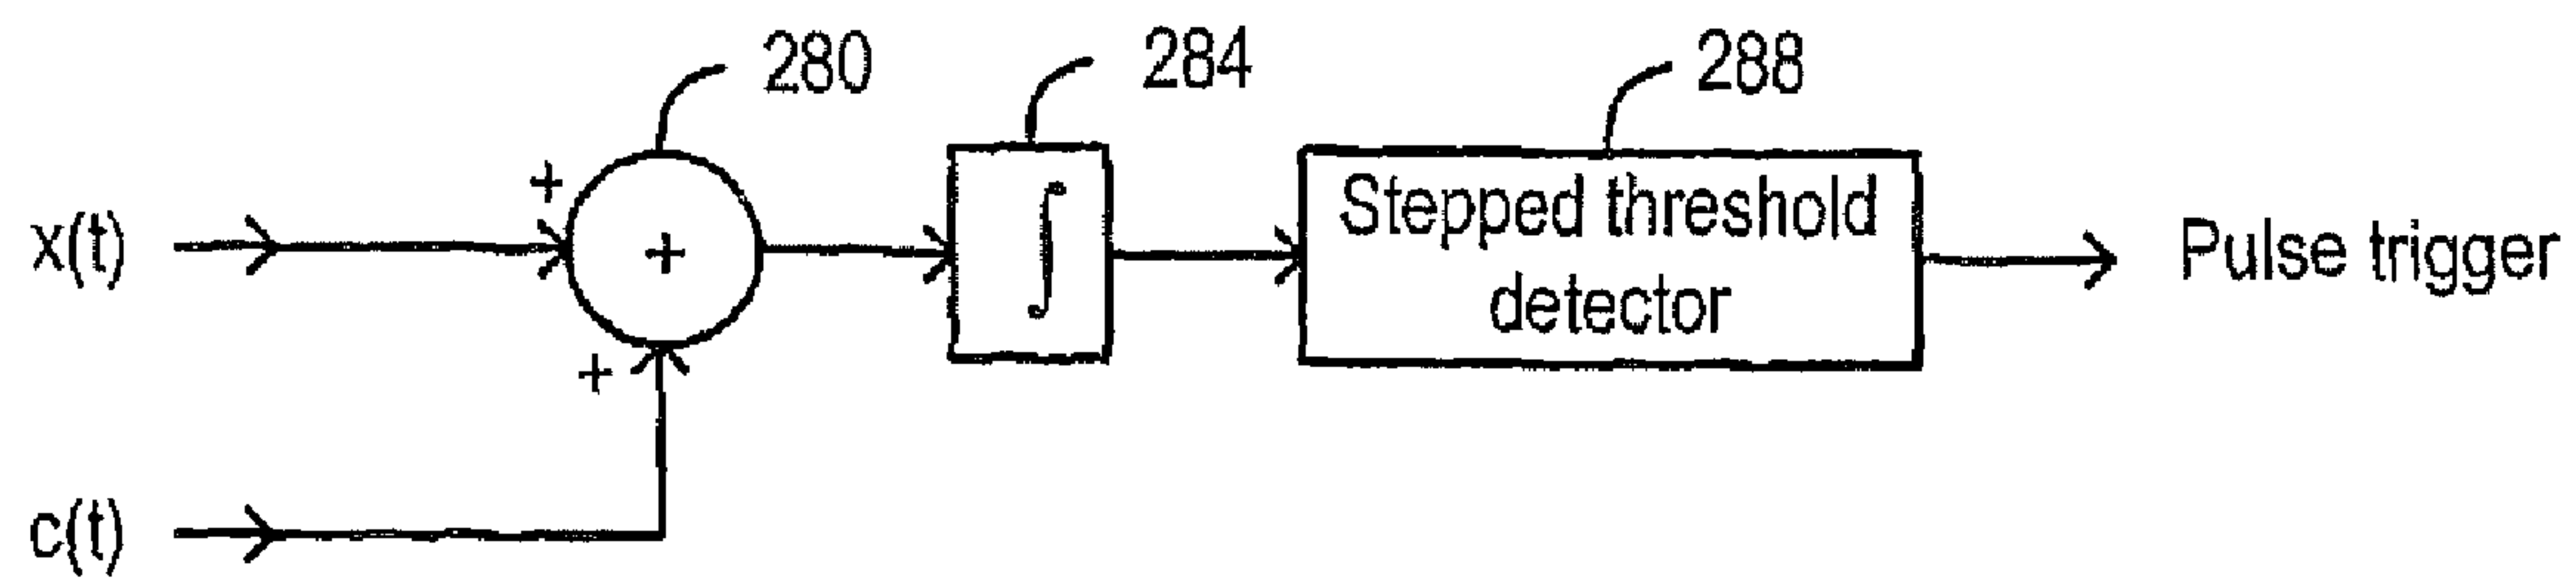 280
284
288
+
x(t)
+
∫
Stepped threshold
detector
Pulse trigger
+
c(t)